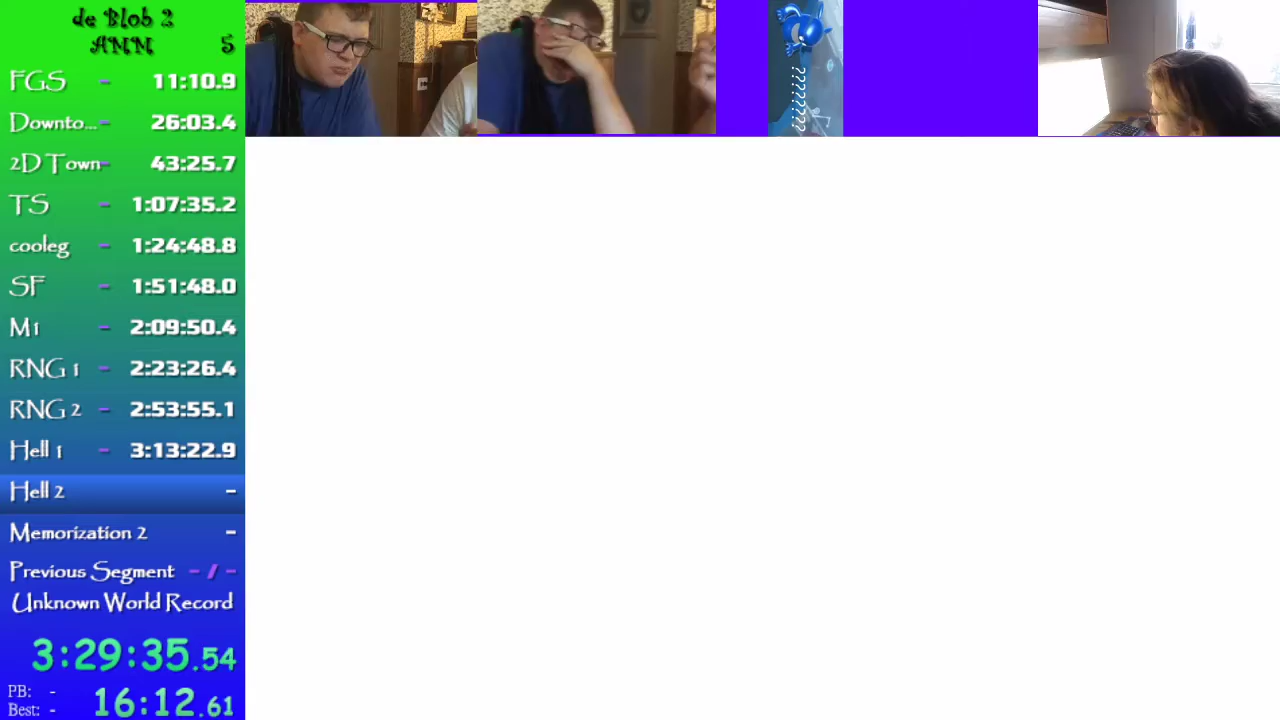 de Blob 2
ANN 5
FGS - 11:10.9
Downto... - 26:03.4
2D Town - 43:25.7
TS - 1:07:35.2
cooleg - 1:24:48.8
SF - 1:51:48.0
M1 - 2:09:50.4
RNG 1 - 2:23:26.4
RNG 2 - 2:53:55.1
Hell 1 - 3:13:22.9
Hell 2 -
Memorization 2 -
Previous Segment - / -
Unknown World Record
3:29:35.54
PB: -
Best: -
16:12.61
???????